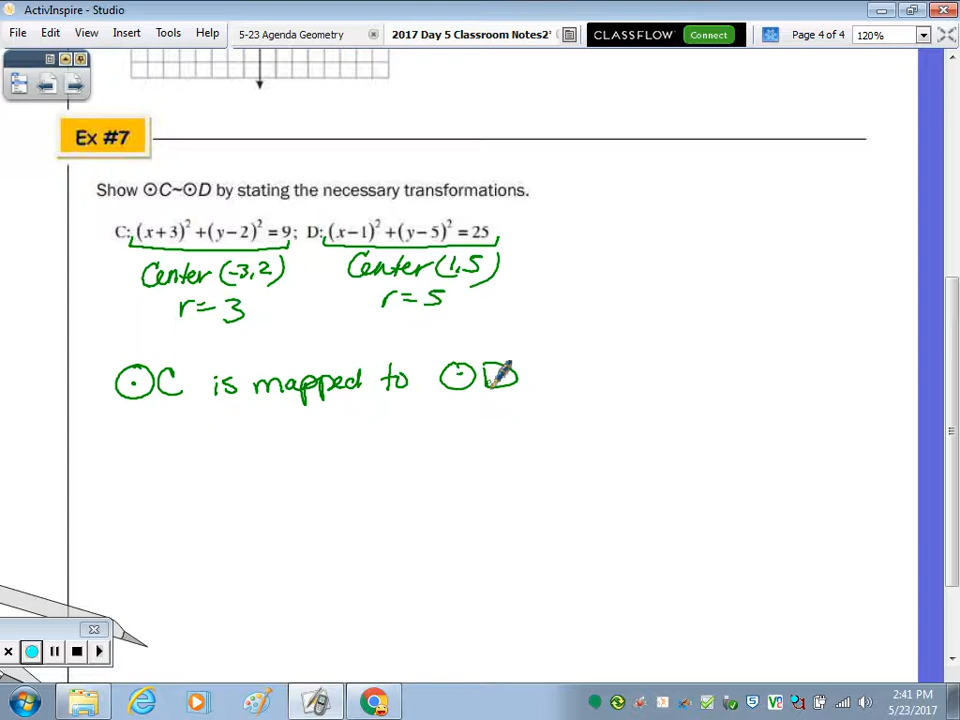 ActivInspire - Studio
File Edit View Insert Tools Help 5-23 Agenda Geometry 2017 Day 5 Classroom Notes2' CLASSFLOW Connect Page 4 of 4 120%
Ex #7
Show ⊙C~⊙D by stating the necessary transformations.
C: (x+3)² + (y−2)² = 9; D: (x−1)² + (y−5)² = 25
Center (-3,2) Center (1,5)
r = 3 r = 5
⊙C is mapped to ⊙D
2:41 PM
5/23/2017